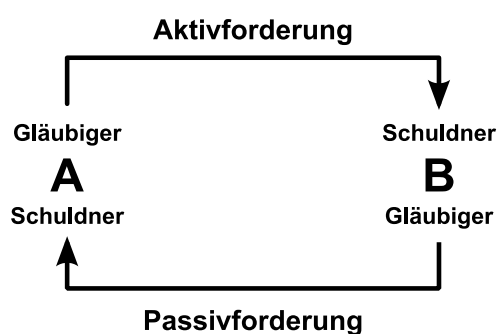 Aktivforderung
Gläubiger
A
Schuldner
Schuldner
B
Gläubiger
Passivforderung